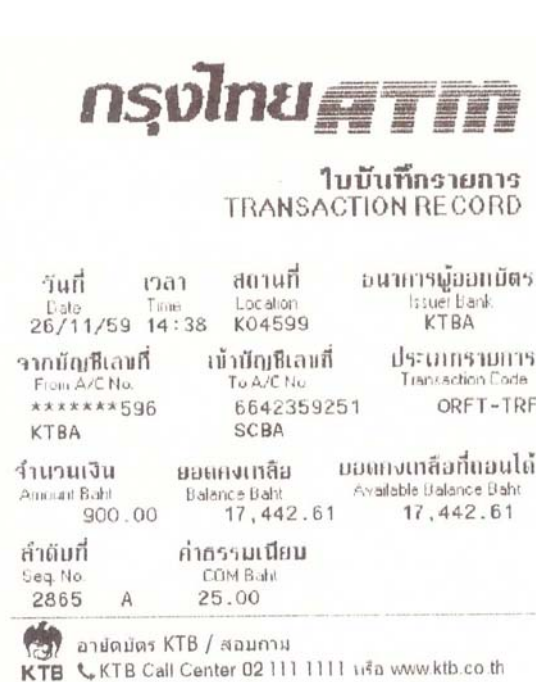 กรุงไทย ATM
ใบบันทึกรายการ
TRANSACTION RECORD
วันที่ เวลา สถานที่ ธนาคารผู้ออกบัตร
Date Time Location Issuer Bank
26/11/59 14:38 K04599 KTBA
จากบัญชีเลขที่ เข้าบัญชีเลขที่ ประเภทรายการ
From A/C No. To A/C No Transaction Code
*******596 6642359251 ORFT-TRF
KTBA SCBA
จำนวนเงิน ยอดคงเหลือ ยอดคงเหลือที่ถอนได้
Amount Baht Balance Baht Available Balance Baht
900.00 17,442.61 17,442.61
ลำดับที่ ค่าธรรมเนียม
Seq. No. COM Baht
2865 A 25.00
อายัดบัตร KTB / สอบถาม
KTB KTB Call Center 02 111 1111 หรือ www.ktb.co.th